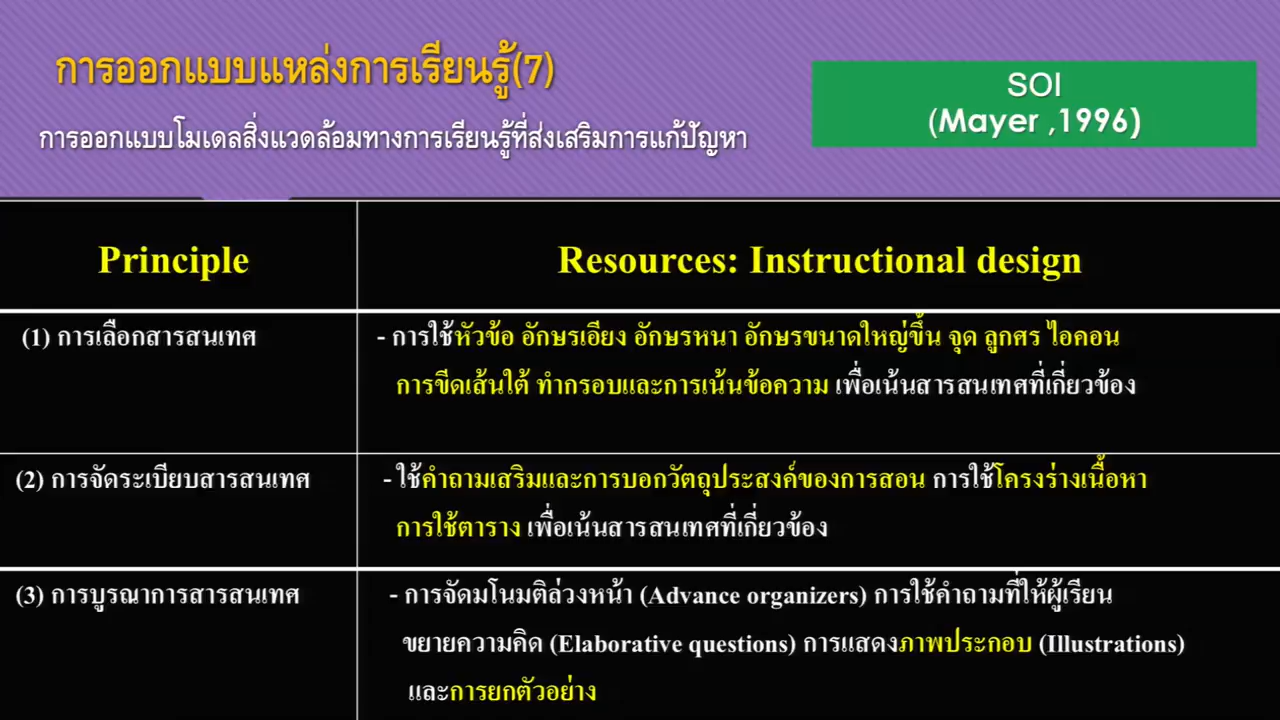 การออกแบบแหล่งการเรียนรู้(7)
การออกแบบโมเดลสิ่งแวดล้อมทางการเรียนรู้ที่ส่งเสริมการแก้ปัญหา
SOI
(Mayer ,1996)
Principle
Resources: Instructional design
(1) การเลือกสารสนเทศ
- การใช้หัวข้อ อักษรเอียง อักษรหนา อักษรขนาดใหญ่ขึ้น จุด ลูกศร ไอคอน
การขีดเส้นใต้ ทำกรอบและการเน้นข้อความ เพื่อเน้นสารสนเทศที่เกี่ยวข้อง
(2) การจัดระเบียบสารสนเทศ
- ใช้คำถามเสริมและการบอกวัตถุประสงค์ของการสอน การใช้โครงร่างเนื้อหา
การใช้ตาราง เพื่อเน้นสารสนเทศที่เกี่ยวข้อง
(3) การบูรณาการสารสนเทศ
- การจัดมโนมติล่วงหน้า (Advance organizers) การใช้คำถามที่ให้ผู้เรียน
ขยายความคิด (Elaborative questions) การแสดงภาพประกอบ (Illustrations)
และการยกตัวอย่าง